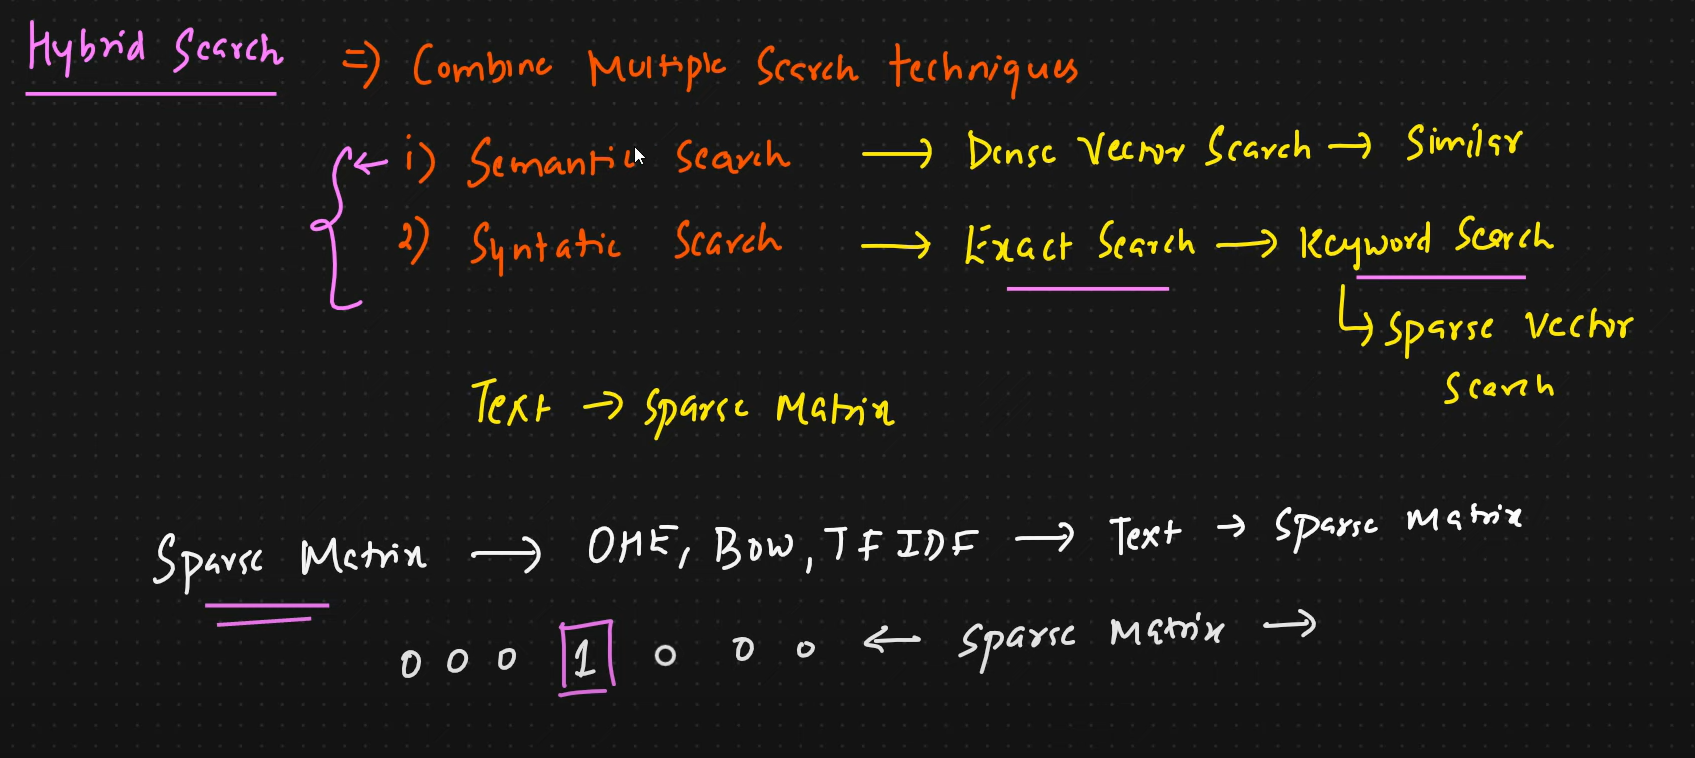 Hybrid Search => Combine Multiple Search techniques
1) Semantic Search → Dense Vector Search → Similar
2) Syntatic Search → Exact Search → Keyword Search
↳ Sparse Vector
Search
Text → Sparse Matrix
Sparse Matrix → OHE, BOW, TFIDF → Text → Sparse Matrix
0 0 0 1 0 0 0 ← Sparse Matrix →